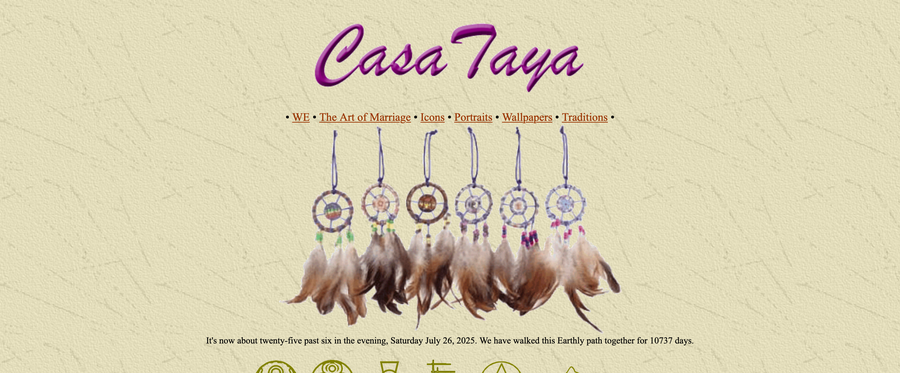 Casa Taya
• WE • The Art of Marriage • Icons • Portraits • Wallpapers • Traditions •
It's now about twenty-five past six in the evening, Saturday July 26, 2025. We have walked this Earthly path together for 10737 days.